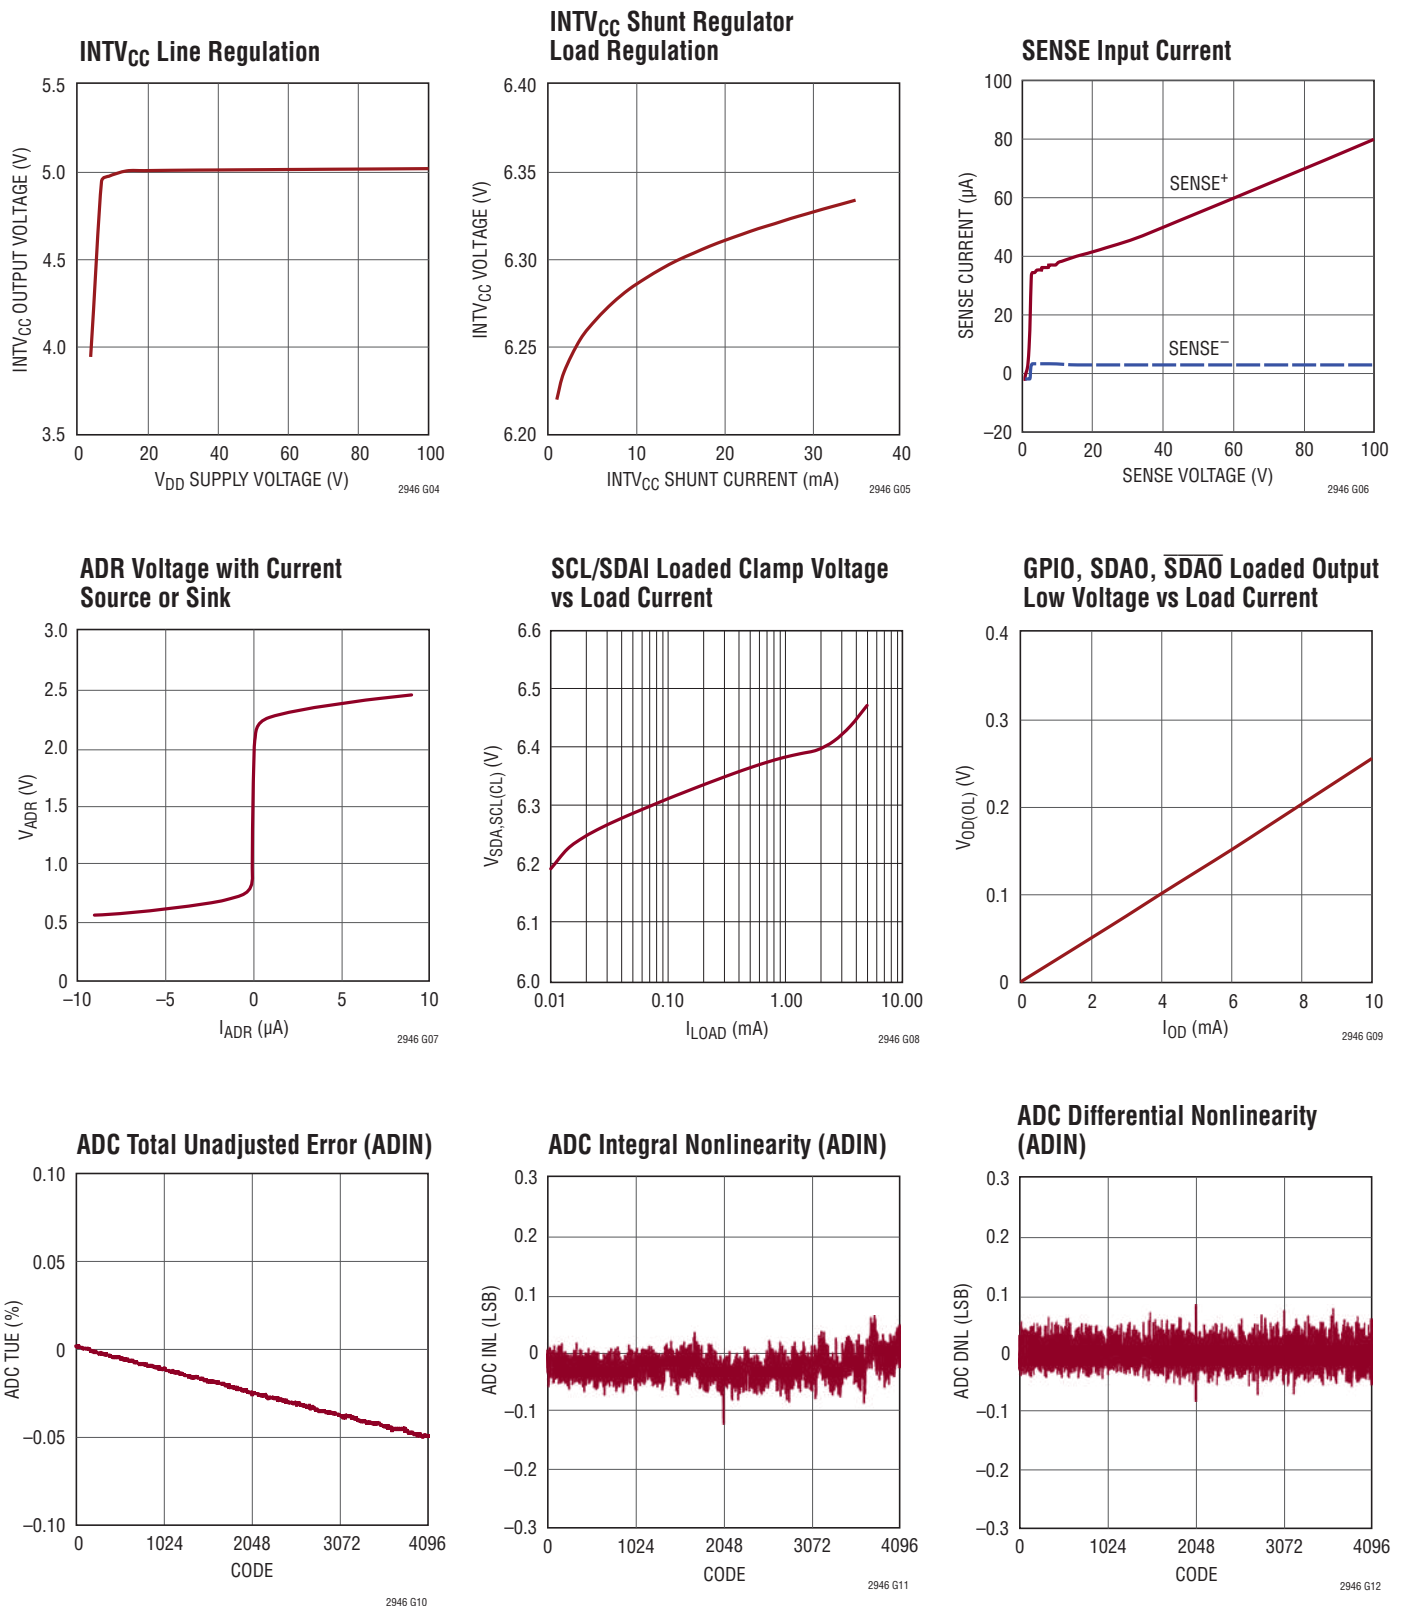 INTVCC Line Regulation
5.5
5.0
4.5
4.0
3.5
INTVCC OUTPUT VOLTAGE (V)
0 20 40 60 80 100
VDD SUPPLY VOLTAGE (V)
2946 G04
INTVCC Shunt Regulator
Load Regulation
6.40
6.35
6.30
6.25
6.20
INTVCC VOLTAGE (V)
0 10 20 30 40
INTVCC SHUNT CURRENT (mA)
2946 G05
SENSE Input Current
100
80
60
40
20
0
–20
SENSE CURRENT (µA)
SENSE+
SENSE–
0 20 40 60 80 100
SENSE VOLTAGE (V)
2946 G06
ADR Voltage with Current
Source or Sink
3.0
2.5
2.0
1.5
1.0
0.5
0
VADR (V)
–10 –5 0 5 10
IADR (µA)
2946 G07
SCL/SDAI Loaded Clamp Voltage
vs Load Current
6.6
6.5
6.4
6.3
6.2
6.1
6.0
VSDA,SCL(CL) (V)
0.01 0.10 1.00 10.00
ILOAD (mA)
2946 G08
GPIO, SDAO, S̅D̅A̅O̅ Loaded Output
Low Voltage vs Load Current
0.4
0.3
0.2
0.1
0
VOD(OL) (V)
0 2 4 6 8 10
IOD (mA)
2946 G09
ADC Total Unadjusted Error (ADIN)
0.10
0.05
0
–0.05
–0.10
ADC TUE (%)
0 1024 2048 3072 4096
CODE
2946 G10
ADC Integral Nonlinearity (ADIN)
0.3
0.2
0.1
0
–0.1
–0.2
–0.3
ADC INL (LSB)
0 1024 2048 3072 4096
CODE
2946 G11
ADC Differential Nonlinearity
(ADIN)
0.3
0.2
0.1
0
–0.1
–0.2
–0.3
ADC DNL (LSB)
0 1024 2048 3072 4096
CODE
2946 G12